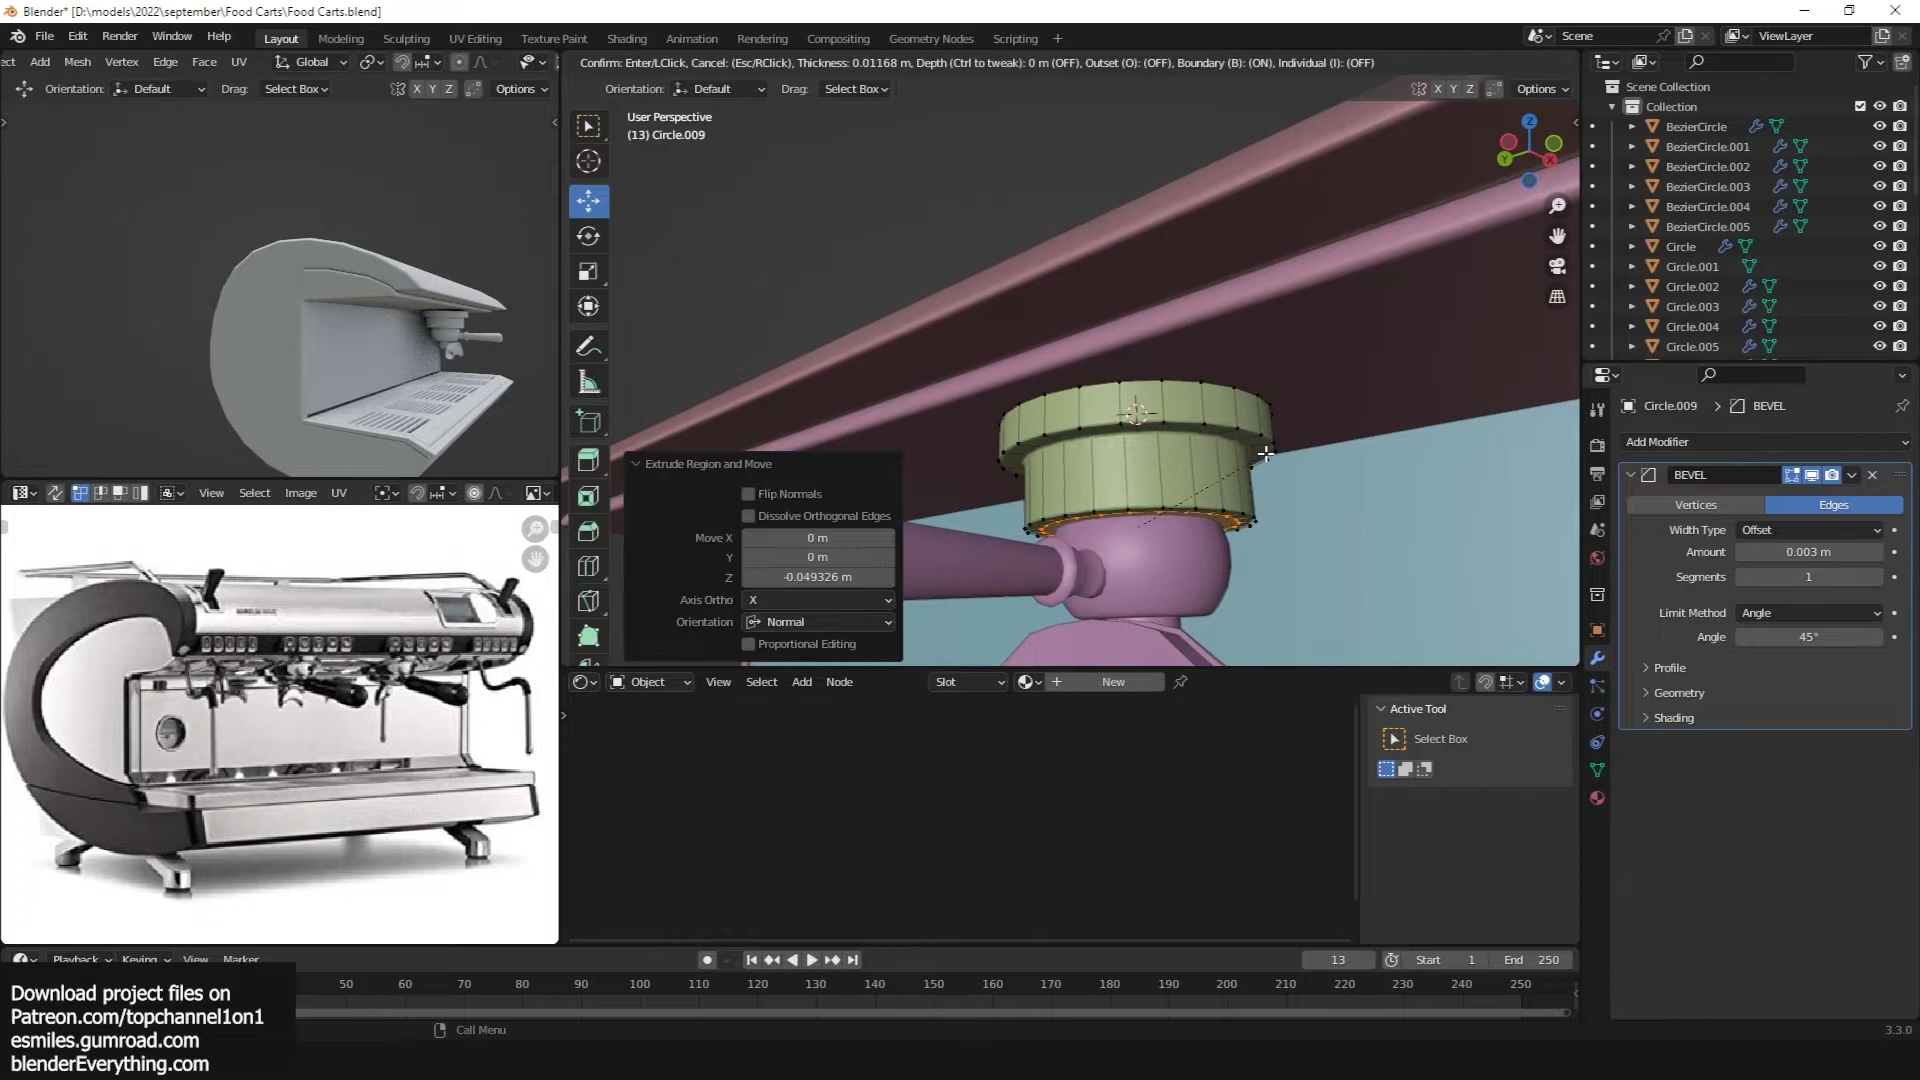 Blender* [D:\models\2022\september\Food Carts\Food Carts.blend]
File Edit Render Window Help Layout Modeling Sculpting UV Editing Texture Paint Shading Animation Rendering Compositing Geometry Nodes Scripting + Scene ViewLayer
ect Add Mesh Vertex Edge Face UV Global
Confirm: Enter/LClick, Cancel: (Esc/RClick), Thickness: 0.01168 m, Depth (Ctrl to tweak): 0 m (OFF), Outset (O): (OFF), Boundary (B): (ON), Individual (I): (OFF)
Orientation: Default Drag: Select Box X Y Z Options
Orientation: Default Drag: Select Box X Y Z Options
User Perspective
(13) Circle.009
Z
Y
X
Scene Collection
Collection
BezierCircle
BezierCircle.001
BezierCircle.002
BezierCircle.003
BezierCircle.004
BezierCircle.005
Circle
Circle.001
Circle.002
Circle.003
Circle.004
Circle.005
Circle.009 > BEVEL
Add Modifier
BEVEL
Vertices Edges
Width Type Offset
Amount 0.003 m
Segments 1
Limit Method Angle
Angle 45°
Profile
Geometry
Shading
Extrude Region and Move
Flip Normals
Dissolve Orthogonal Edges
Move X 0 m
Y 0 m
Z -0.049326 m
Axis Ortho X
Orientation Normal
Proportional Editing
View Select Image UV
Object View Select Add Node Slot New
Active Tool
Select Box
Playback Keying View Marker
13 Start 1 End 250
50 60 70 80 90 100 110 120 130 140 150 160 170 180 190 200 210 220 230 240 250
Call Menu
3.3.0
Download project files on
Patreon.com/topchannel1on1
esmiles.gumroad.com
blenderEverything.com